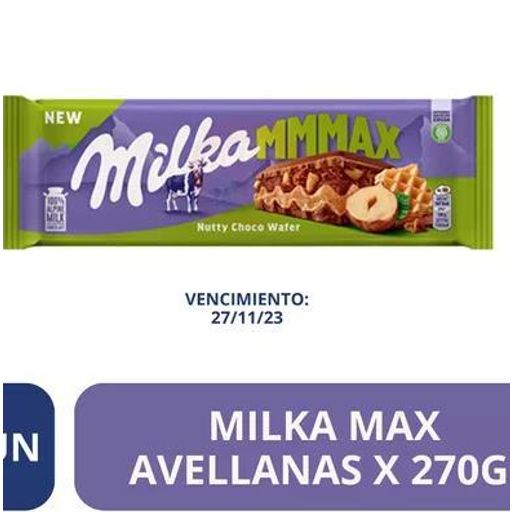 NEW
Milka MMMAX
100%
ALPINE
MILK
Nutty Choco Wafer
VENCIMIENTO:
27/11/23
UN
MILKA MAX
AVELLANAS X 270G